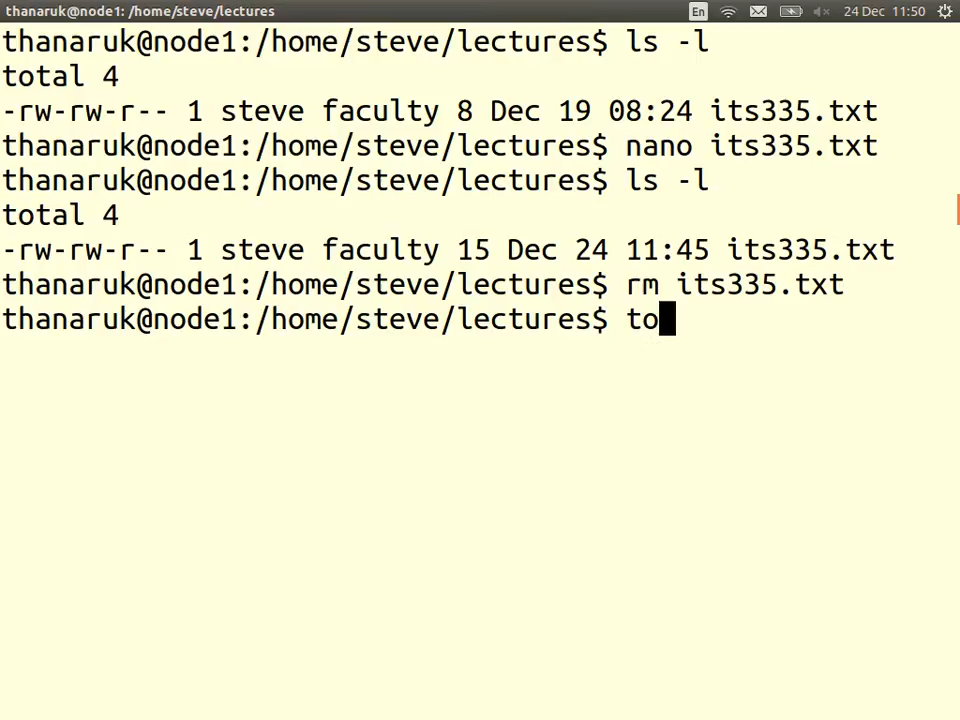 thanaruk@node1: /home/steve/lectures En 24 Dec 11:50
thanaruk@node1:/home/steve/lectures$ ls -l
total 4
-rw-rw-r-- 1 steve faculty 8 Dec 19 08:24 its335.txt
thanaruk@node1:/home/steve/lectures$ nano its335.txt
thanaruk@node1:/home/steve/lectures$ ls -l
total 4
-rw-rw-r-- 1 steve faculty 15 Dec 24 11:45 its335.txt
thanaruk@node1:/home/steve/lectures$ rm its335.txt
thanaruk@node1:/home/steve/lectures$ to